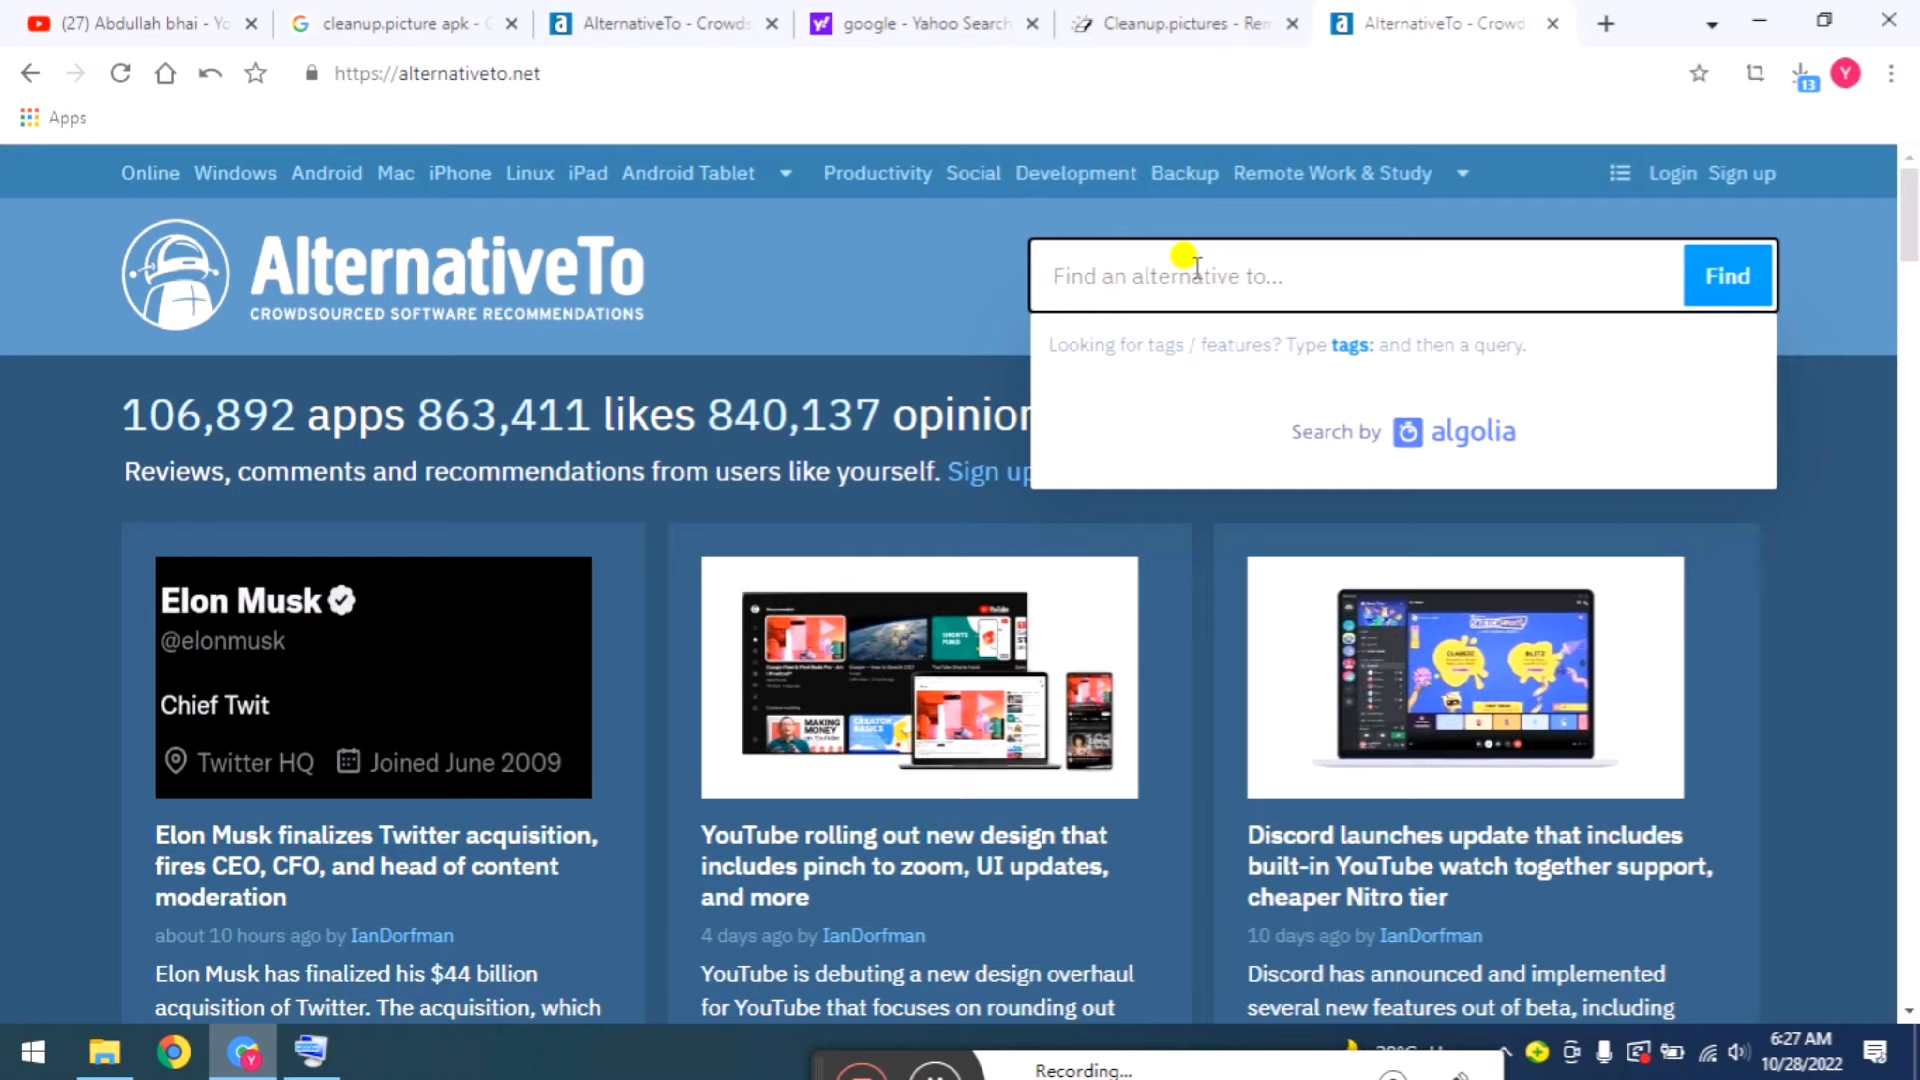 (27) Abdullah bhai - Yo
cleanup.picture apk - G
AlternativeTo - Crowds
google - Yahoo Search
Cleanup.pictures - Rem
AlternativeTo - Crowd
https://alternativeto.net
13
Y
Apps
Online Windows Android Mac iPhone Linux iPad Android Tablet Productivity Social Development Backup Remote Work & Study Login Sign up
AlternativeTo
CROWDSOURCED SOFTWARE RECOMMENDATIONS
Find an alternative to...
Find
Looking for tags / features? Type tags: and then a query.
Search by algolia
106,892 apps 863,411 likes 840,137 opinion
Reviews, comments and recommendations from users like yourself. Sign up
Elon Musk
@elonmusk
Chief Twit
Twitter HQ Joined June 2009
MAKING
MONEY
CREATOR
BASICS
SHORTS
FUND
CLASSIC
BLITZ
Elon Musk finalizes Twitter acquisition,
fires CEO, CFO, and head of content
moderation
about 10 hours ago by IanDorfman
Elon Musk has finalized his $44 billion
acquisition of Twitter. The acquisition, which
YouTube rolling out new design that
includes pinch to zoom, UI updates,
and more
4 days ago by IanDorfman
YouTube is debuting a new design overhaul
for YouTube that focuses on rounding out
Discord launches update that includes
built-in YouTube watch together support,
cheaper Nitro tier
10 days ago by IanDorfman
Discord has announced and implemented
several new features out of beta, including
Recording...
6:27 AM
10/28/2022